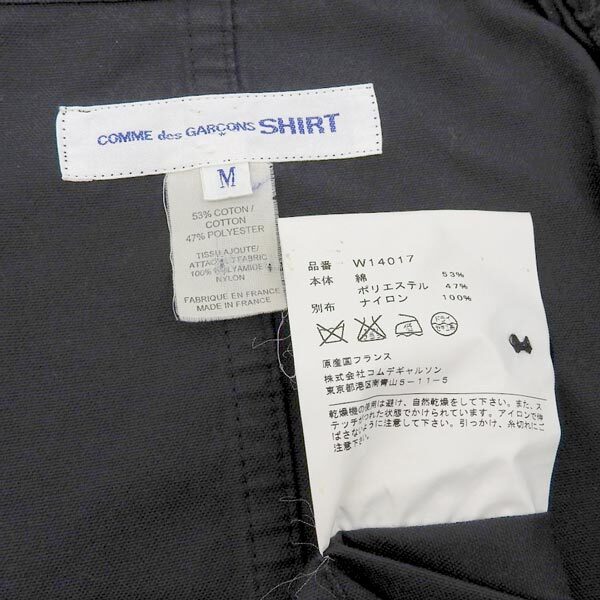 COMME des GARÇONS SHIRT
M
53% COTON /
COTTON
47% POLYESTER
TISSU AJOUTE/
ATTACHED FABRIC
100% POLYAMIDE /
NYLON
FABRIQUE EN FRANCE
MADE IN FRANCE
品番 W14017
本体 綿 53%
ポリエステル 47%
別布 ナイロン 100%
原産国フランス
株式会社コムデギャルソン
東京都港区南青山5-11-5
乾燥機の使用は避け、自然乾燥をして下さい。また、ス
テッチがつれた状態でかけられています。アイロンで伸
ばさないように注意して下さい。引っかけ、糸切れにご
注意下さい。